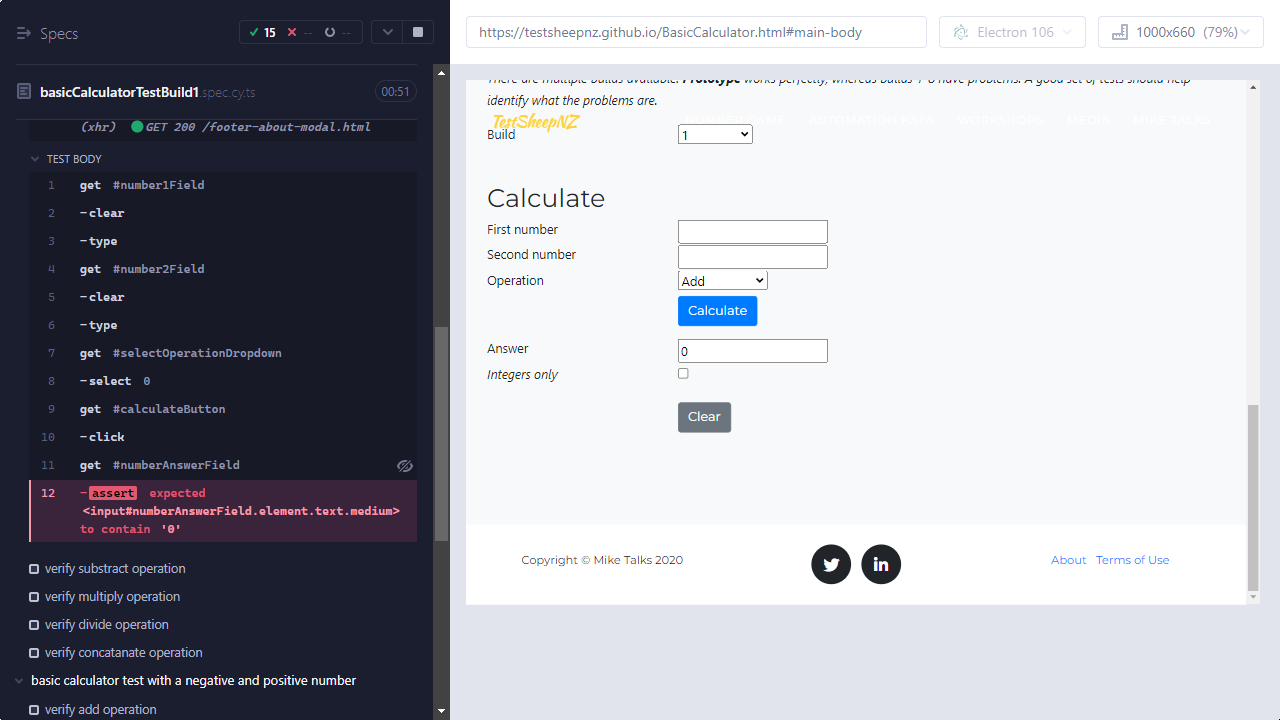 Specs
15
--
--
basicCalculatorTestBuild1.spec.cy.ts
00:51
(xhr) GET 200 /footer-about-modal.html
TEST BODY
1 get #number1Field
2 -clear
3 -type
4 get #number2Field
5 -clear
6 -type
7 get #selectOperationDropdown
8 -select 0
9 get #calculateButton
10 -click
11 get #numberAnswerField
12 -assert expected
<input#numberAnswerField.element.text.medium>
to contain '0'
verify substract operation
verify multiply operation
verify divide operation
verify concatanate operation
basic calculator test with a negative and positive number
verify add operation
https://testsheepnz.github.io/BasicCalculator.html#main-body
Electron 106
1000x660 (79%)
There are multiple builds available. Prototype works perfectly, whereas builds 1-9 have problems. A good set of tests should help
identify what the problems are.
TestSheepNZ
AUTOMATION KATA WORKSHOPS MEDIA MIKE TALKS
Build 1
Calculate
First number
Second number
Operation Add
Calculate
Answer 0
Integers only
Clear
Copyright © Mike Talks 2020
About Terms of Use